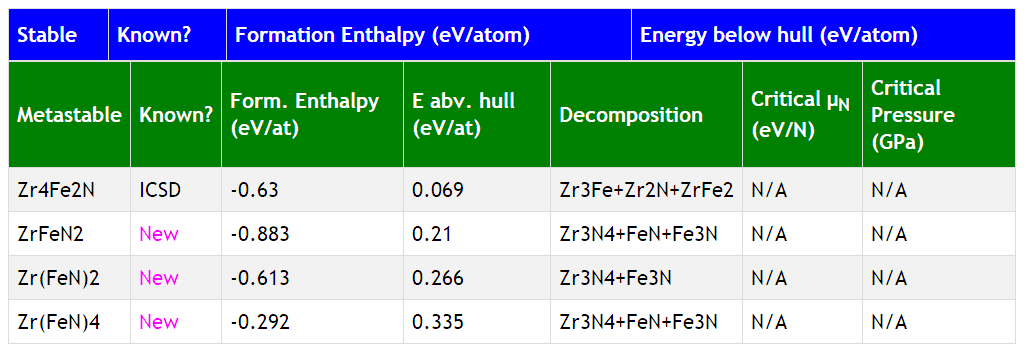 Stable Known? Formation Enthalpy (eV/atom) Energy below hull (eV/atom)
Metastable Known? Form. Enthalpy (eV/at) E abv. hull (eV/at) Decomposition Critical μN (eV/N) Critical Pressure (GPa)
Zr4Fe2N ICSD -0.63 0.069 Zr3Fe+Zr2N+ZrFe2 N/A N/A
ZrFeN2 New -0.883 0.21 Zr3N4+FeN+Fe3N N/A N/A
Zr(FeN)2 New -0.613 0.266 Zr3N4+Fe3N N/A N/A
Zr(FeN)4 New -0.292 0.335 Zr3N4+FeN+Fe3N N/A N/A